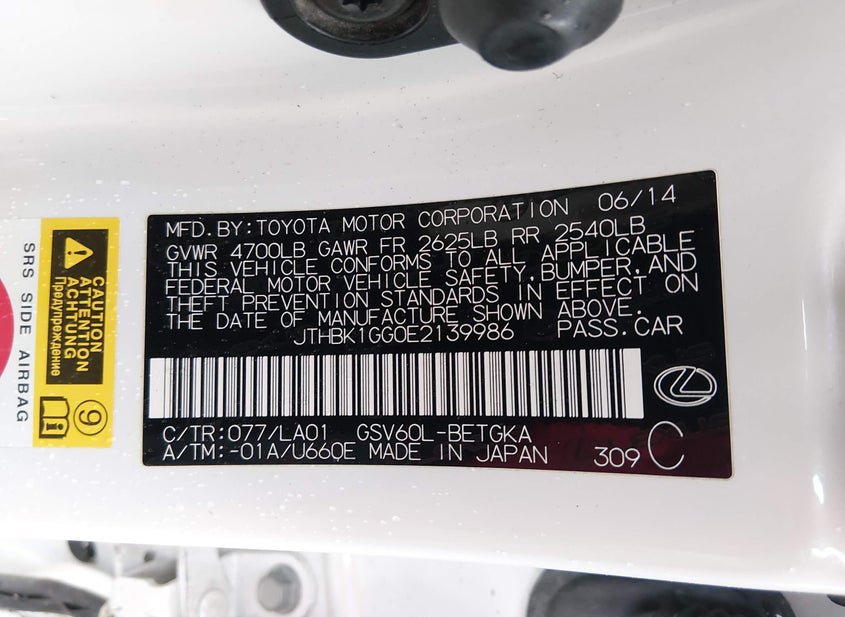 MFD. BY: TOYOTA MOTOR CORPORATION 06/14
GVWR 4700LB GAWR FR 2625LB RR 2540LB
THIS VEHICLE CONFORMS TO ALL APPLICABLE
FEDERAL MOTOR VEHICLE SAFETY, BUMPER, AND
THEFT PREVENTION STANDARDS IN EFFECT ON
THE DATE OF MANUFACTURE SHOWN ABOVE.
JTHBK1GG0E2139986 PASS. CAR
C/TR: 077/LA01 GSV60L-BETGKA
A/TM: -01A/U660E MADE IN JAPAN 309 C
CAUTION
ATTENTION
ACHTUNG
Предупреждение
9
SRS SIDE AIRBAG